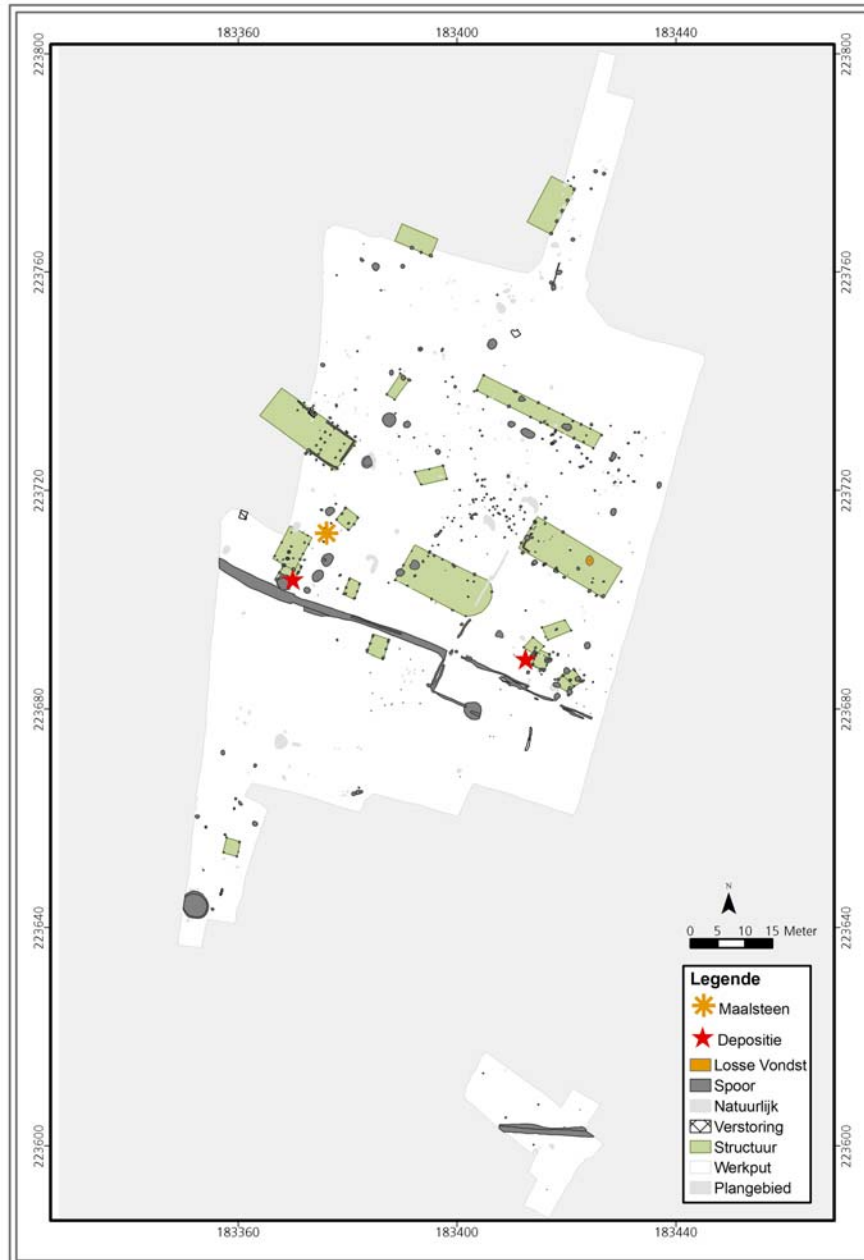 183360 183400 183440
223800 223800
223760 223760
223720 223720
223680 223680
223640 223640
N
0 5 10 15 Meter
Legende
Maalsteen
Depositie
Losse Vondst
Spoor
Natuurlijk
Verstoring
Structuur
Werkput
Plangebied
223600 223600
183360 183400 183440